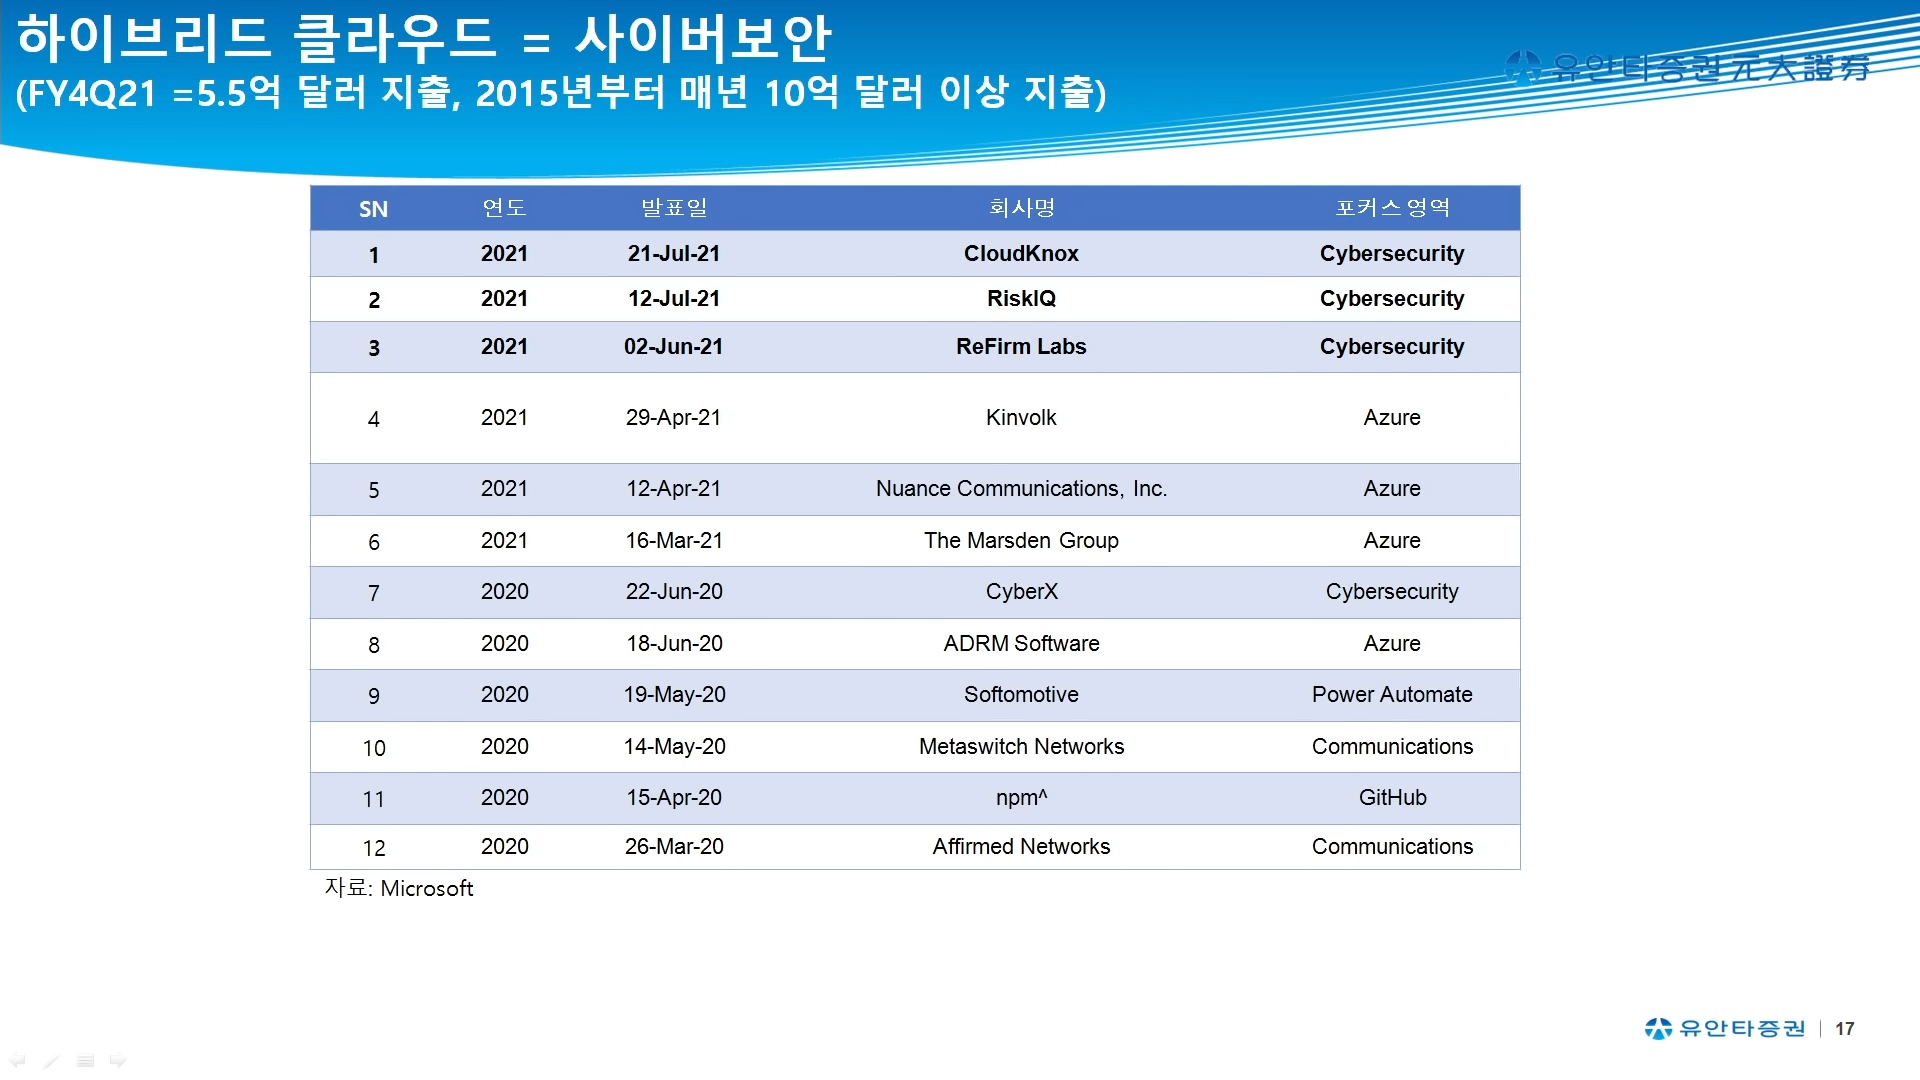 하이브리드 클라우드 = 사이버보안
(FY4Q21 =5.5억 달러 지출, 2015년부터 매년 10억 달러 이상 지출)
유안타증권 元大證券
SN 연도 발표일 회사명 포커스 영역
1 2021 21-Jul-21 CloudKnox Cybersecurity
2 2021 12-Jul-21 RiskIQ Cybersecurity
3 2021 02-Jun-21 ReFirm Labs Cybersecurity
4 2021 29-Apr-21 Kinvolk Azure
5 2021 12-Apr-21 Nuance Communications, Inc. Azure
6 2021 16-Mar-21 The Marsden Group Azure
7 2020 22-Jun-20 CyberX Cybersecurity
8 2020 18-Jun-20 ADRM Software Azure
9 2020 19-May-20 Softomotive Power Automate
10 2020 14-May-20 Metaswitch Networks Communications
11 2020 15-Apr-20 npm^ GitHub
12 2020 26-Mar-20 Affirmed Networks Communications
자료: Microsoft
유안타증권 | 17